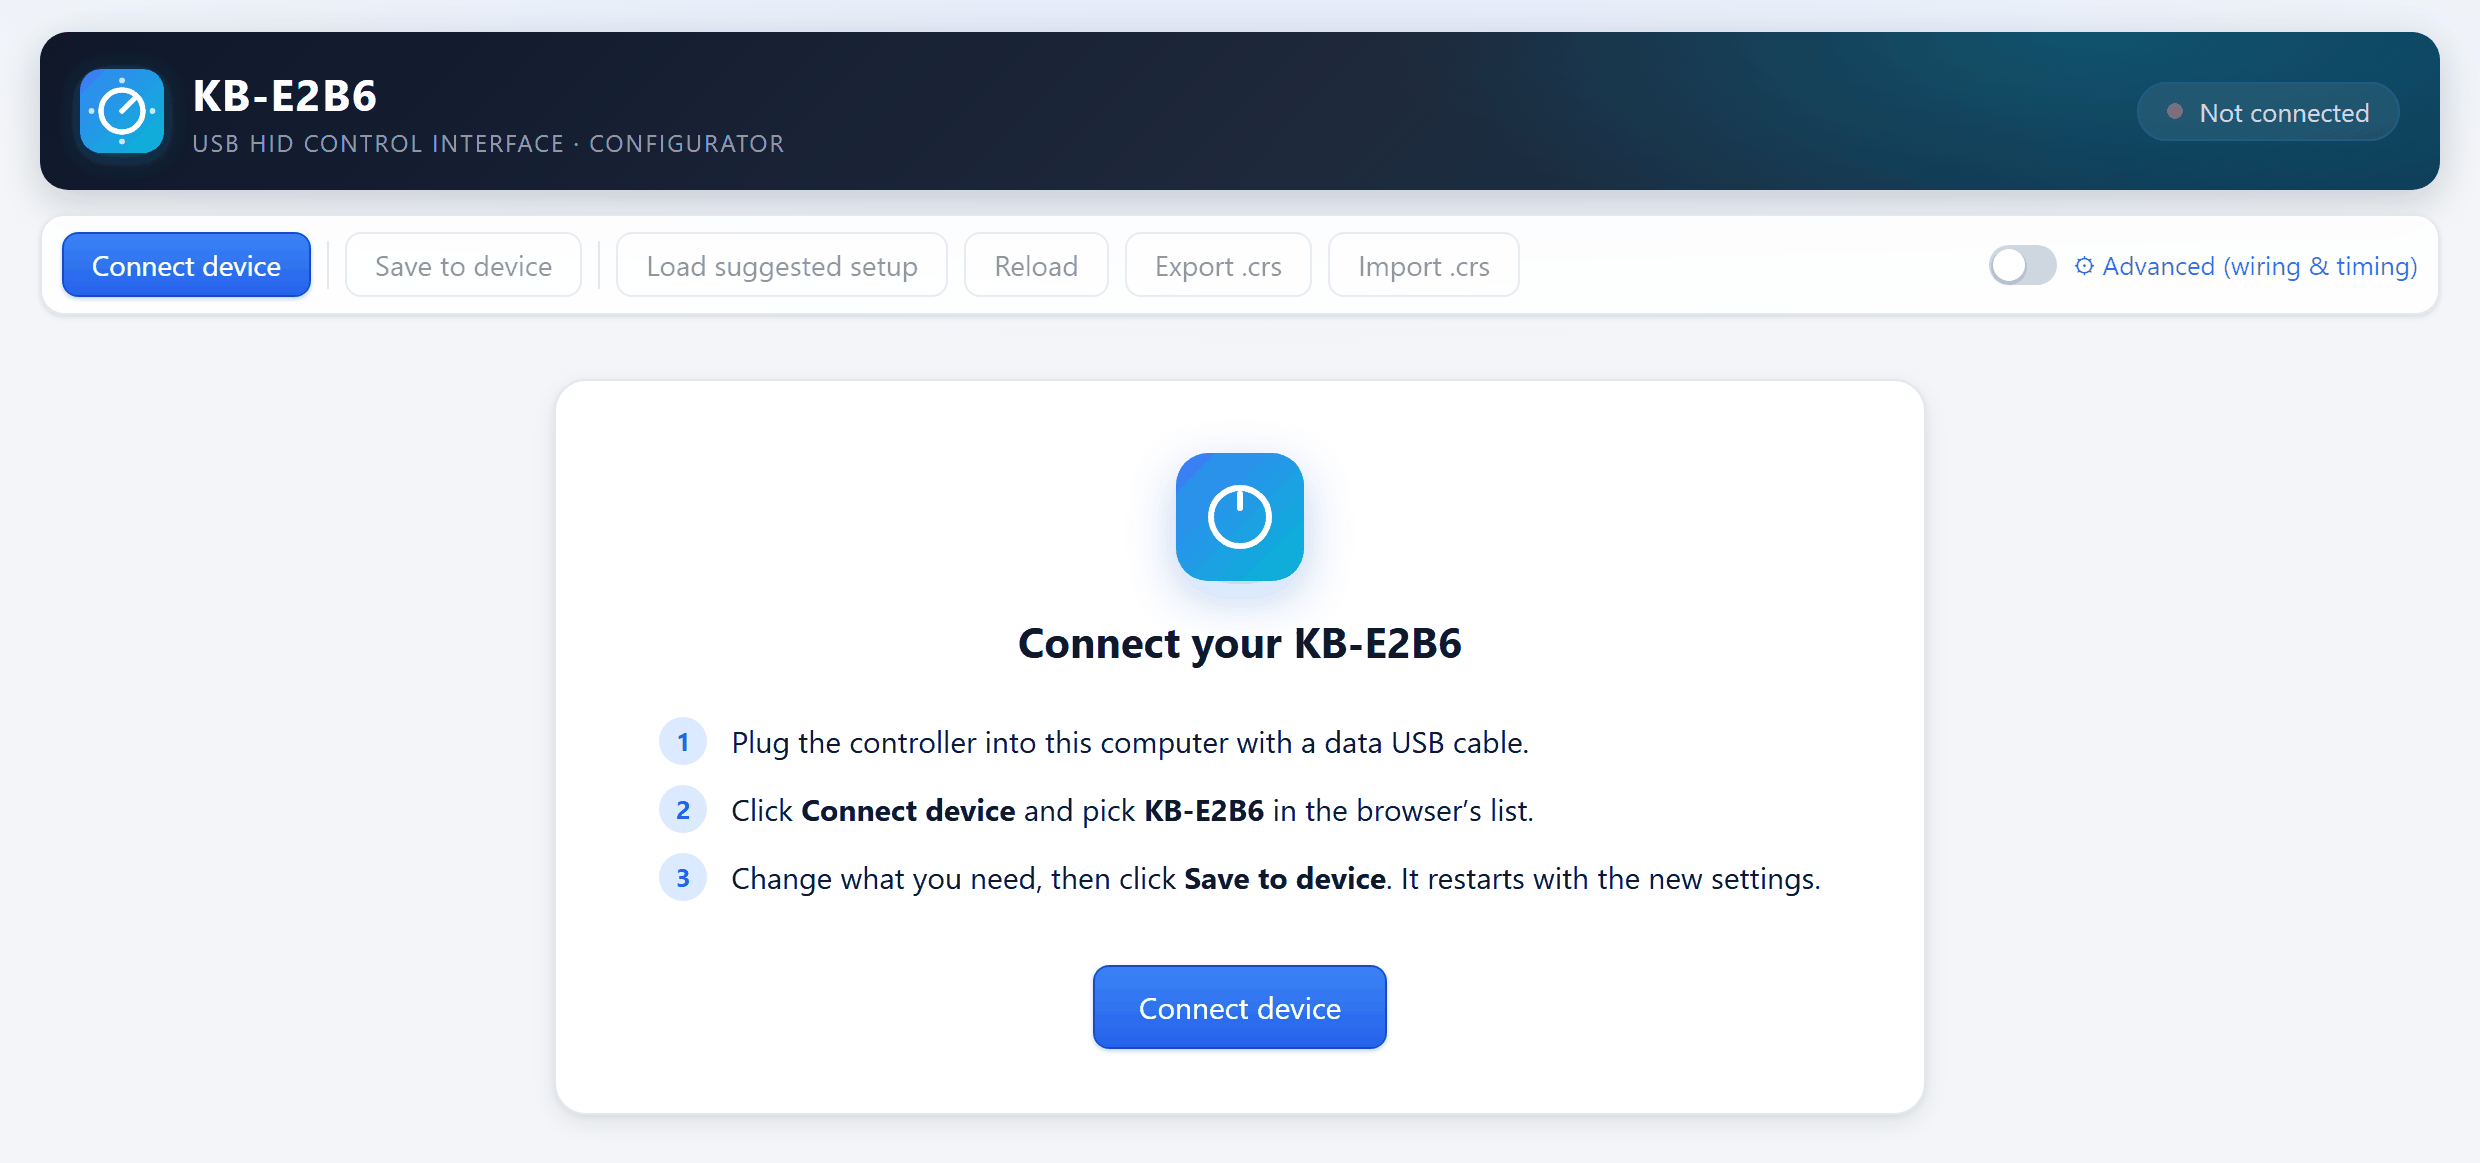 KB-E2B6
USB HID CONTROL INTERFACE · CONFIGURATOR
Not connected
Connect device
Save to device
Load suggested setup
Reload
Export .crs
Import .crs
Advanced (wiring & timing)
Connect your KB-E2B6
1 Plug the controller into this computer with a data USB cable.
2 Click Connect device and pick KB-E2B6 in the browser’s list.
3 Change what you need, then click Save to device. It restarts with the new settings.
Connect device